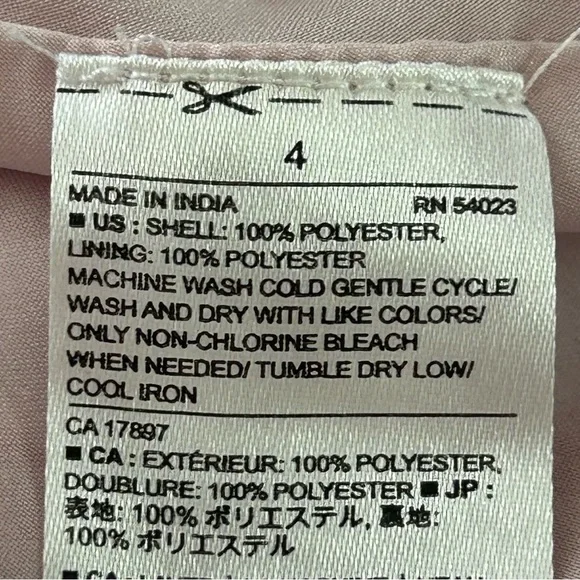 4
MADE IN INDIA RN 54023
■ US : SHELL: 100% POLYESTER,
LINING: 100% POLYESTER
MACHINE WASH COLD GENTLE CYCLE/
WASH AND DRY WITH LIKE COLORS/
ONLY NON-CHLORINE BLEACH
WHEN NEEDED/ TUMBLE DRY LOW/
COOL IRON
CA 17897
■ CA : EXTÉRIEUR: 100% POLYESTER,
DOUBLURE: 100% POLYESTER ■ JP :
表地: 100% ポリエステル, 裏地:
100% ポリエステル